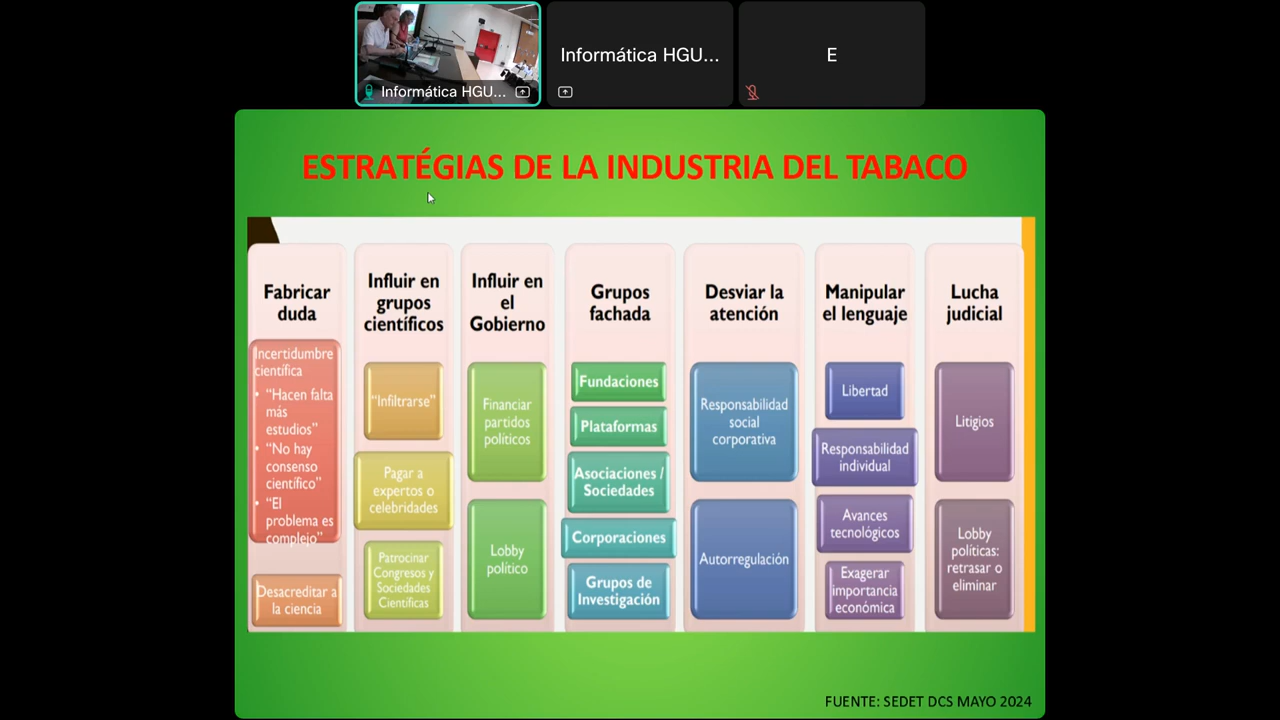 Informática HGU...
Informática HGU...
E
ESTRATÉGIAS DE LA INDUSTRIA DEL TABACO
Fabricar
duda
Incertidumbre
científica
• “Hacen falta
más
estudios”
• “No hay
consenso
científico”
• “El
problema es
complejo”
Desacreditar a
la ciencia
Influir en
grupos
científicos
“Infiltrarse”
Pagar a
expertos o
celebridades
Patrocinar
Congresos y
Sociedades
Científicas
Influir en
el
Gobierno
Financiar
partidos
políticos
Lobby
político
Grupos
fachada
Fundaciones
Plataformas
Asociaciones /
Sociedades
Corporaciones
Grupos de
Investigación
Desviar la
atención
Responsabilidad
social
corporativa
Autorregulación
Manipular
el lenguaje
Libertad
Responsabilidad
individual
Avances
tecnológicos
Exagerar
importancia
económica
Lucha
judicial
Litigios
Lobby
políticas:
retrasar o
eliminar
FUENTE: SEDET DCS MAYO 2024